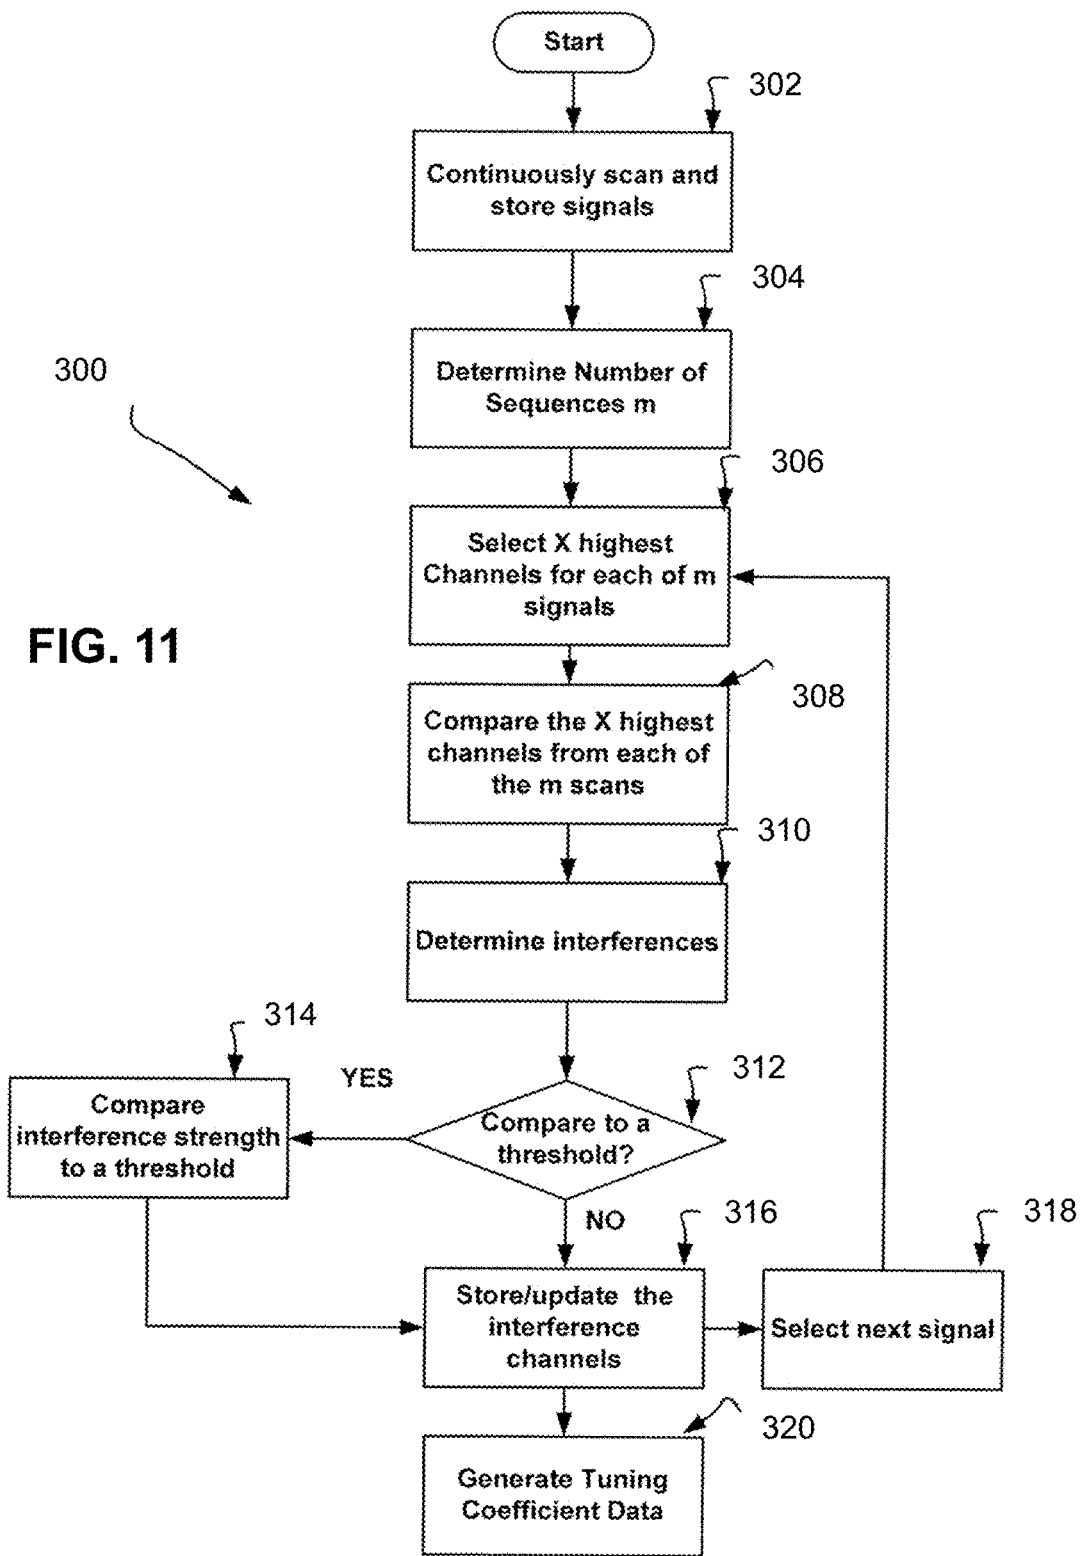 Start
302
Continuously scan and
store signals
304
Determine Number of
Sequences m
300
306
Select X highest
Channels for each of m
signals
FIG. 11
308
Compare the X highest
channels from each of
the m scans
310
Determine interferences
314
YES
312
Compare
interference strength
to a threshold
Compare to a
threshold?
NO
316
318
Store/update the
interference
channels
Select next signal
320
Generate Tuning
Coefficient Data